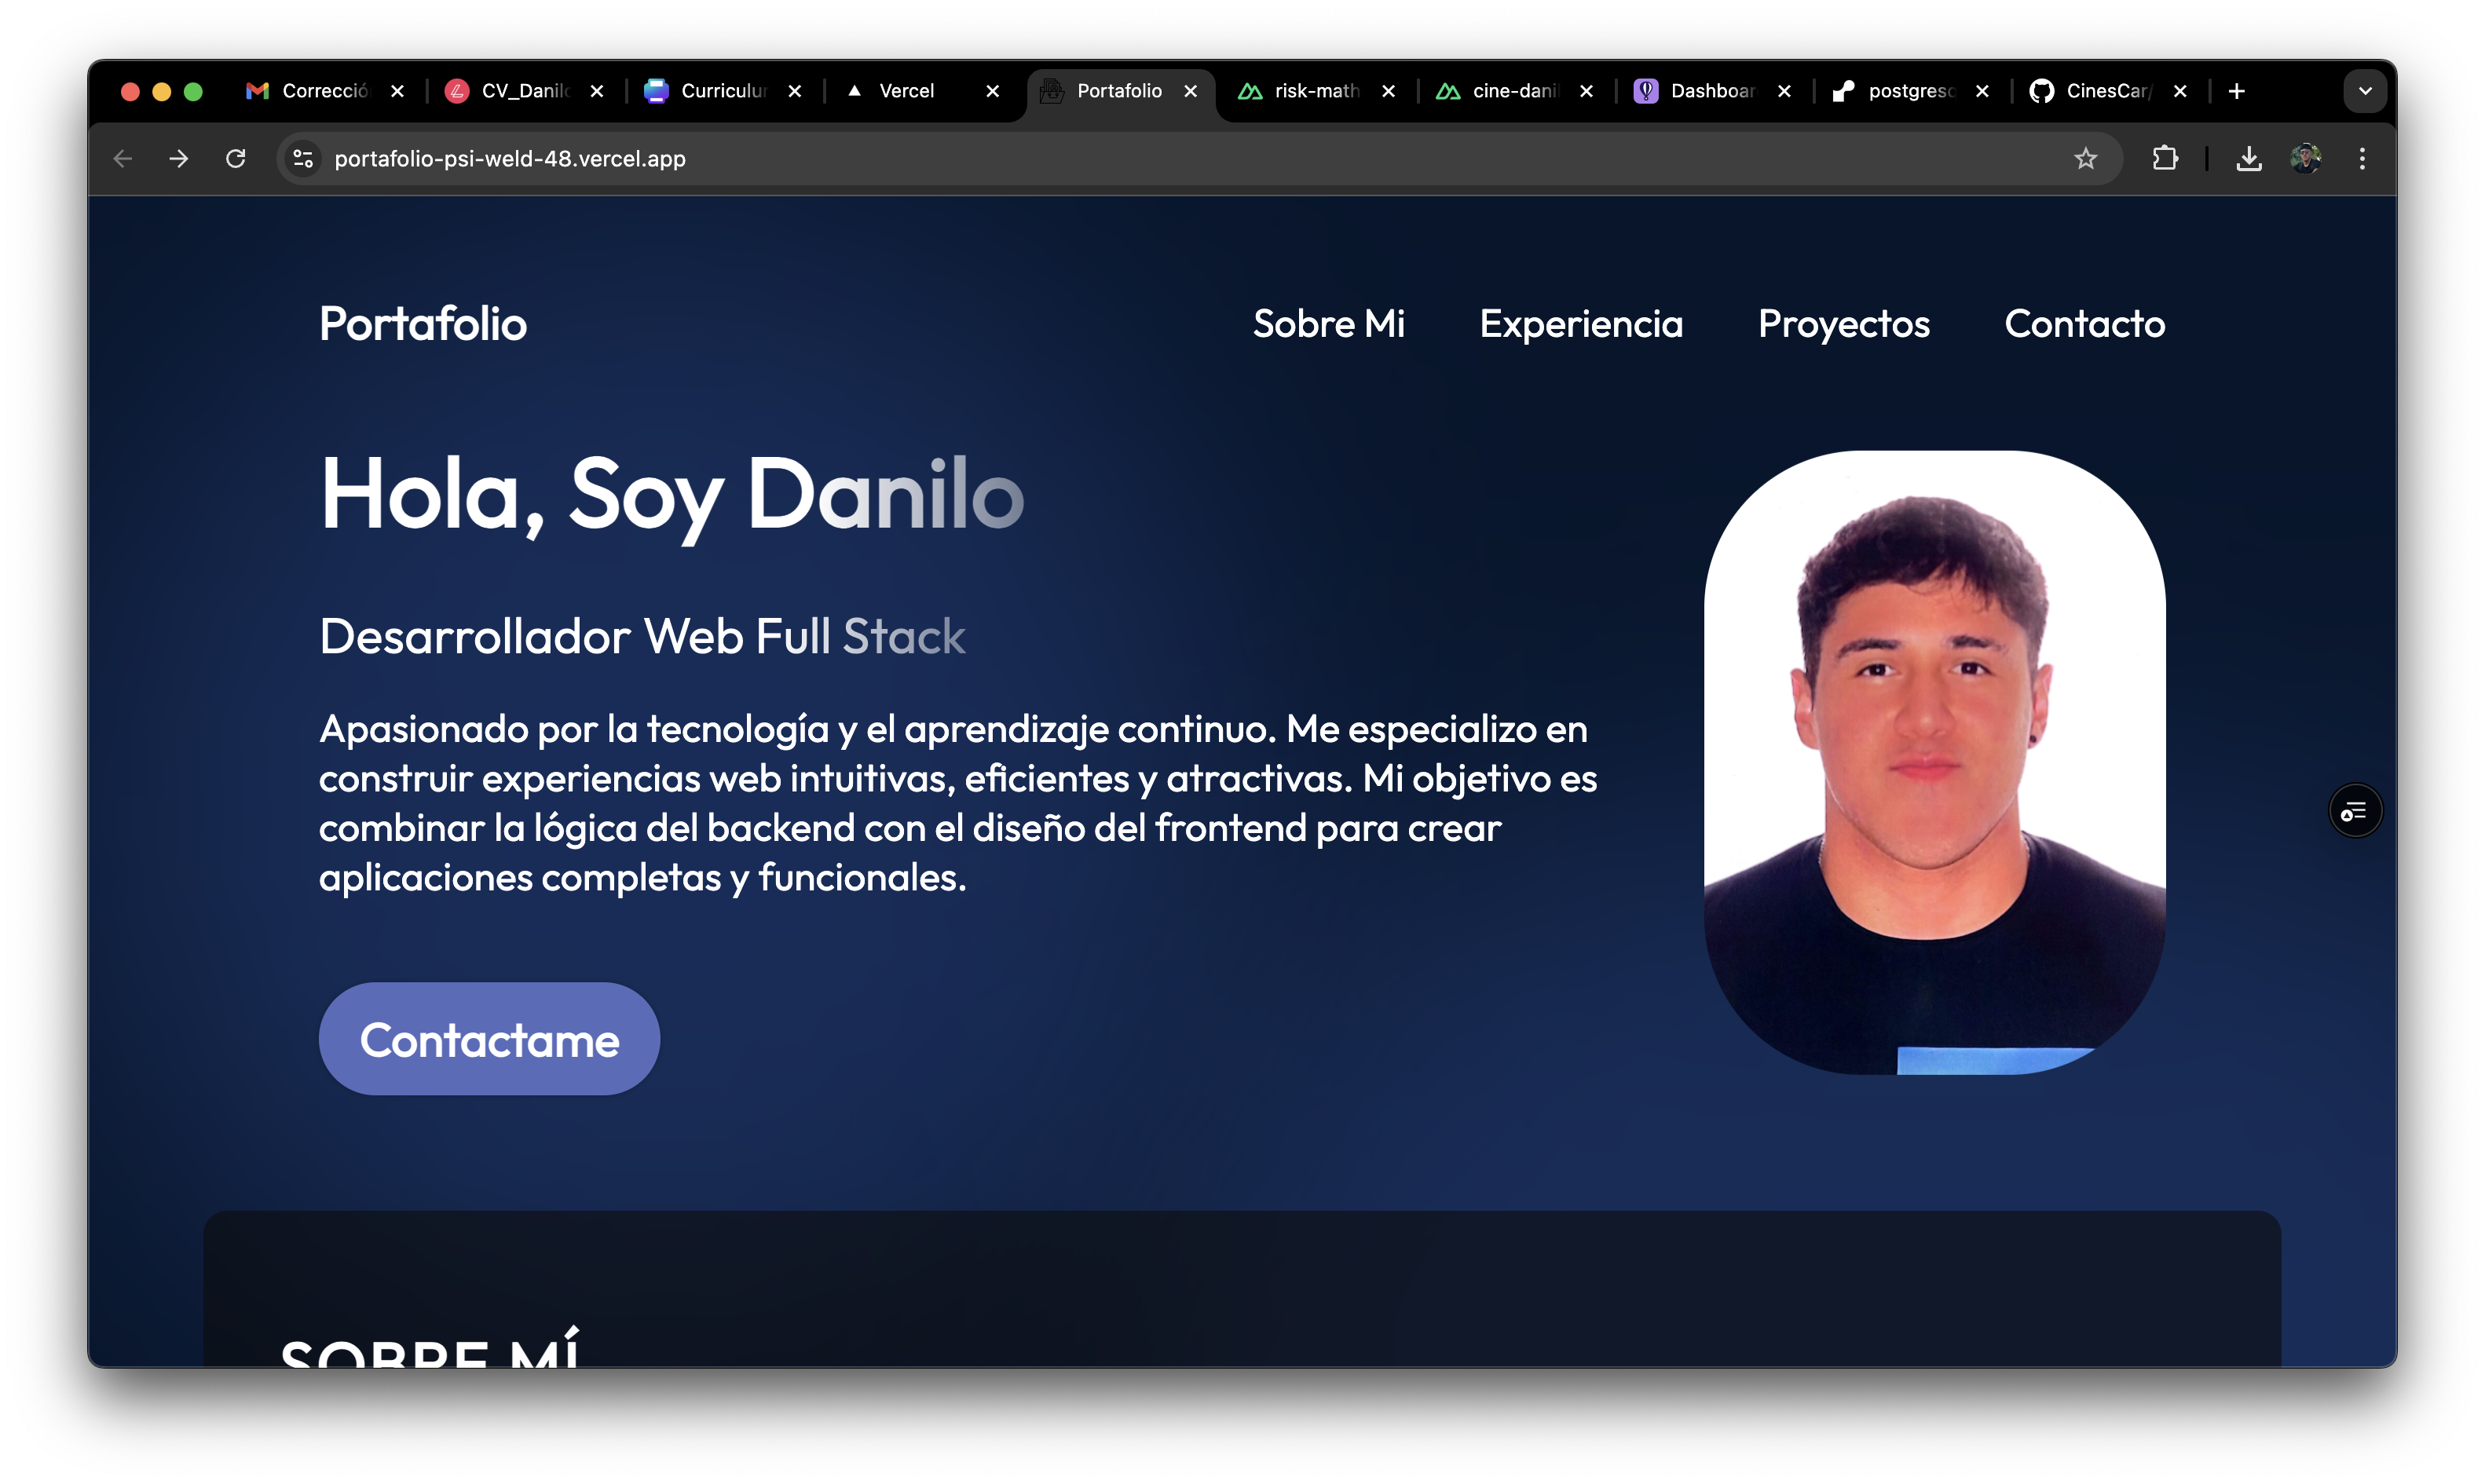 Correcció
CV_Danilo
Curriculu
Vercel
Portafolio
risk-math
cine-dani
Dashboar
postgresc
CinesCar/
portafolio-psi-weld-48.vercel.app
Portafolio
Sobre Mi
Experiencia
Proyectos
Contacto
Hola, Soy Danilo
Desarrollador Web Full Stack
Apasionado por la tecnología y el aprendizaje continuo. Me especializo en
construir experiencias web intuitivas, eficientes y atractivas. Mi objetivo es
combinar la lógica del backend con el diseño del frontend para crear
aplicaciones completas y funcionales.
Contactame
SOBRE MÍ